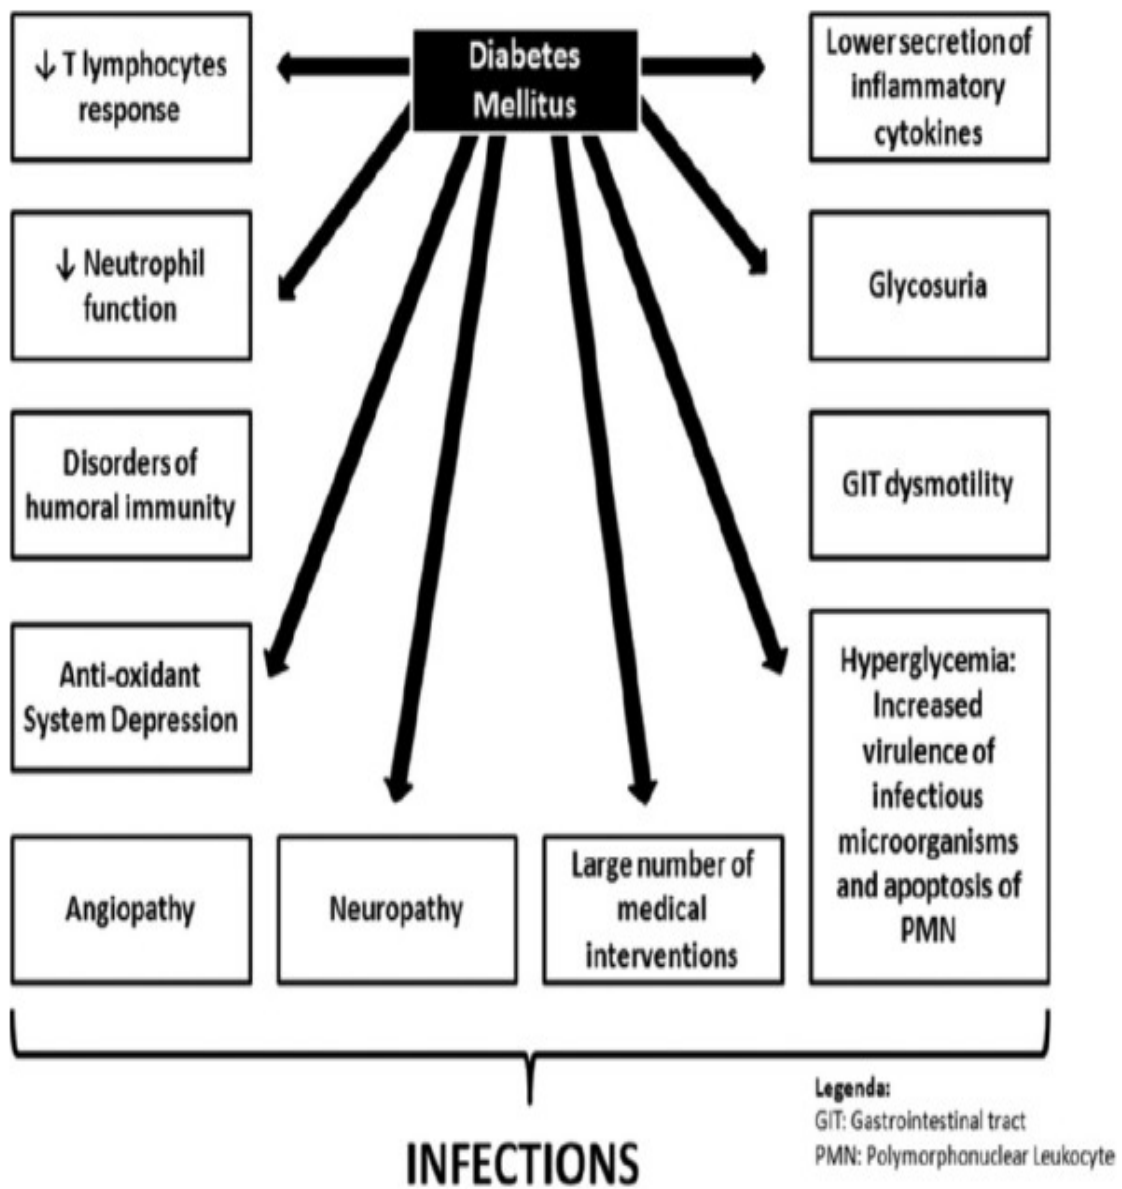 Diabetes
Mellitus
↓ T lymphocytes
response
Lower secretion of
inflammatory
cytokines
↓ Neutrophil
function
Glycosuria
Disorders of
humoral immunity
GIT dysmotility
Anti-oxidant
System Depression
Hyperglycemia:
Increased
virulence of
infectious
microorganisms
and apoptosis of
PMN
Angiopathy
Neuropathy
Large number of
medical
interventions
INFECTIONS
Legenda:
GIT: Gastrointestinal tract
PMN: Polymorphonuclear Leukocyte